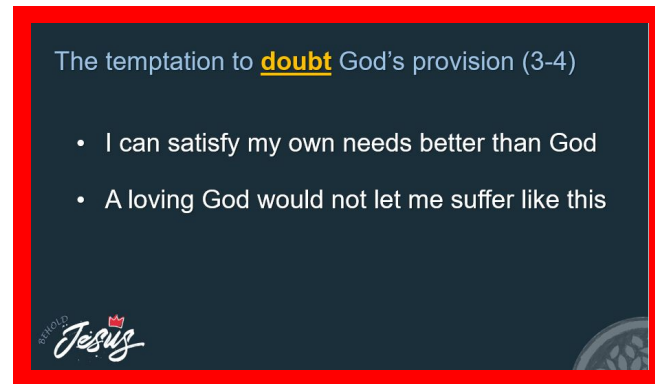 The temptation to doubt God’s provision (3-4)
• I can satisfy my own needs better than God
• A loving God would not let me suffer like this
BEHOLD
Jesus